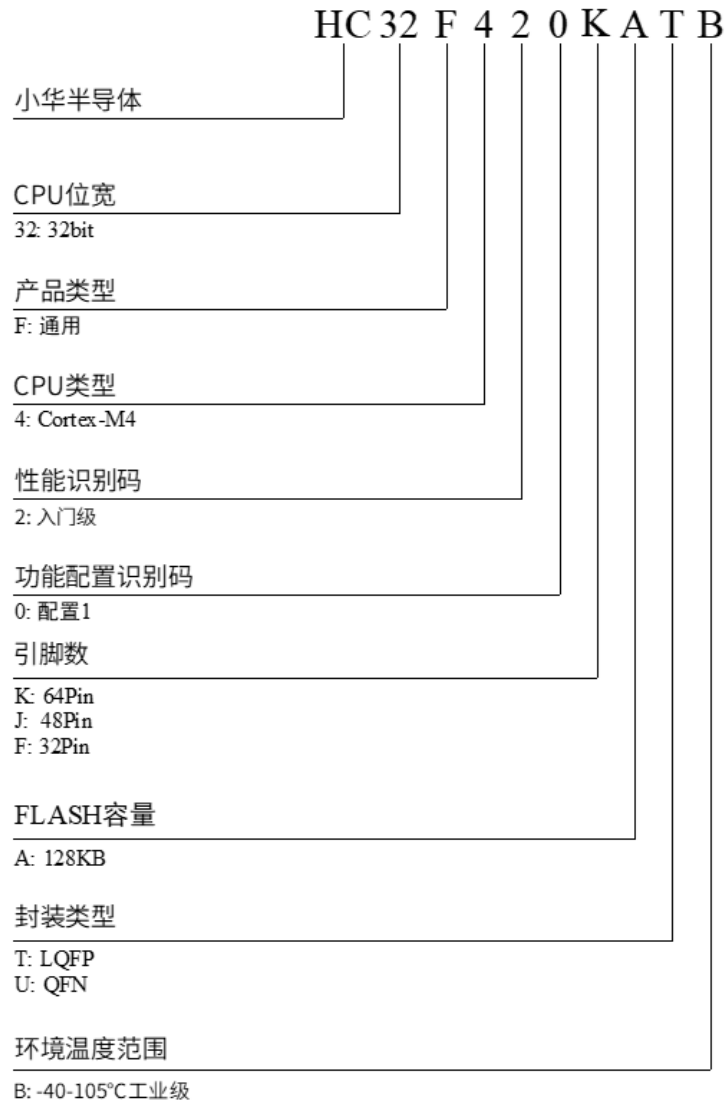 HC32F420KATB
小华半导体
CPU位宽
32: 32bit
产品类型
F: 通用
CPU类型
4: Cortex-M4
性能识别码
2: 入门级
功能配置识别码
0: 配置1
引脚数
K: 64Pin
J: 48Pin
F: 32Pin
FLASH容量
A: 128KB
封装类型
T: LQFP
U: QFN
环境温度范围
B: -40-105℃工业级